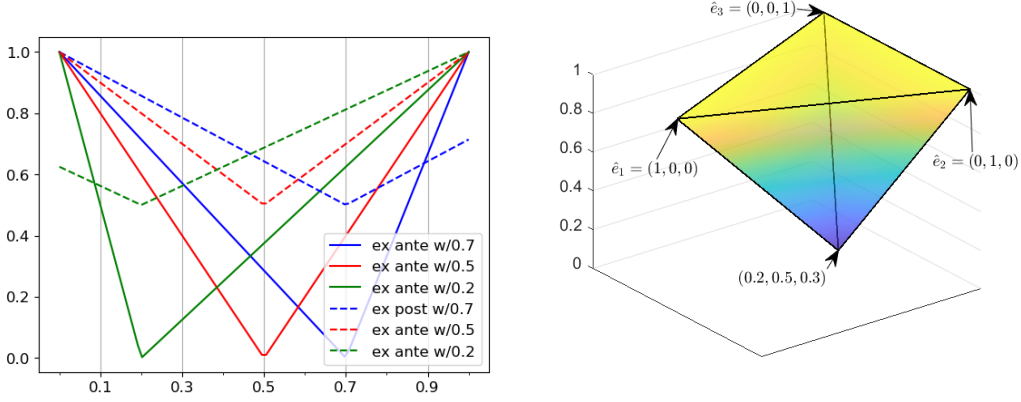 1.0
0.8
0.6
0.4
0.2
0.0
0.1
0.3
0.5
0.7
0.9
ex ante w/0.7
ex ante w/0.5
ex ante w/0.2
ex post w/0.7
ex ante w/0.5
ex ante w/0.2
ê₃ = (0, 0, 1)
1
0.8
0.6
0.4
0.2
0
ê₁ = (1, 0, 0)
ê₂ = (0, 1, 0)
(0.2, 0.5, 0.3)